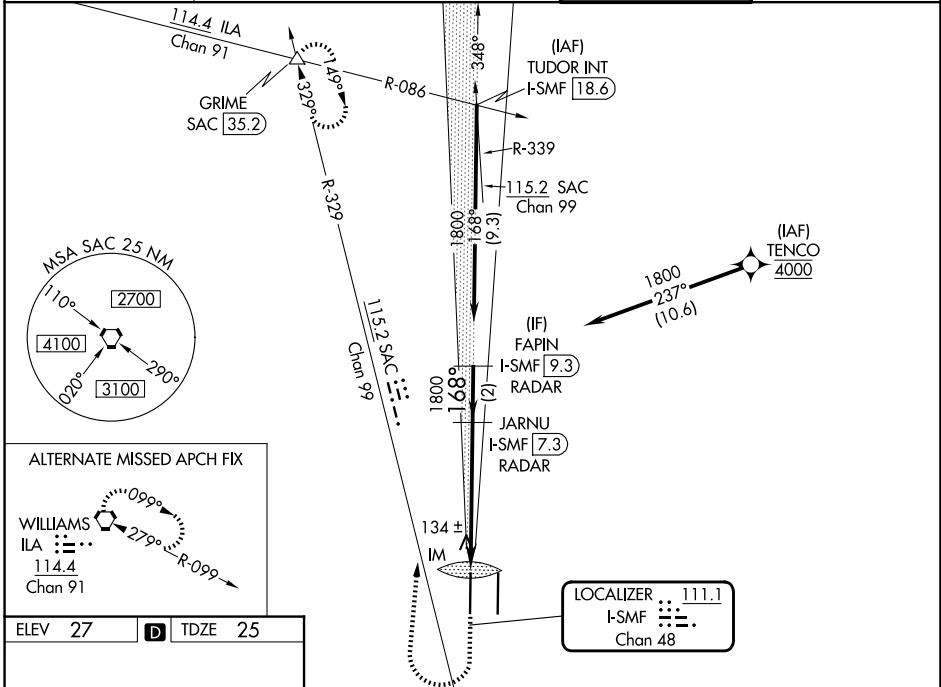 114.4 ILA
Chan 91
GRIME
SAC 35.2
149°
329°
R-086
348°
(IAF)
TUDOR INT
I-SMF 18.6
R-339
115.2 SAC
Chan 99
R-329
1800
168°
(9.3)
(IAF)
TENCO
4000
1800
237°
(10.6)
MSA SAC 25 NM
110°
2700
4100
020°
3100
290°
115.2 SAC
Chan 99
(IF)
FAPIN
I-SMF 9.3
RADAR
1800
168°
(2)
JARNU
I-SMF 7.3
RADAR
ALTERNATE MISSED APCH FIX
099°
WILLIAMS
ILA
279°
R-099
114.4
Chan 91
134 ±
IM
LOCALIZER 111.1
I-SMF
Chan 48
ELEV 27 D TDZE 25